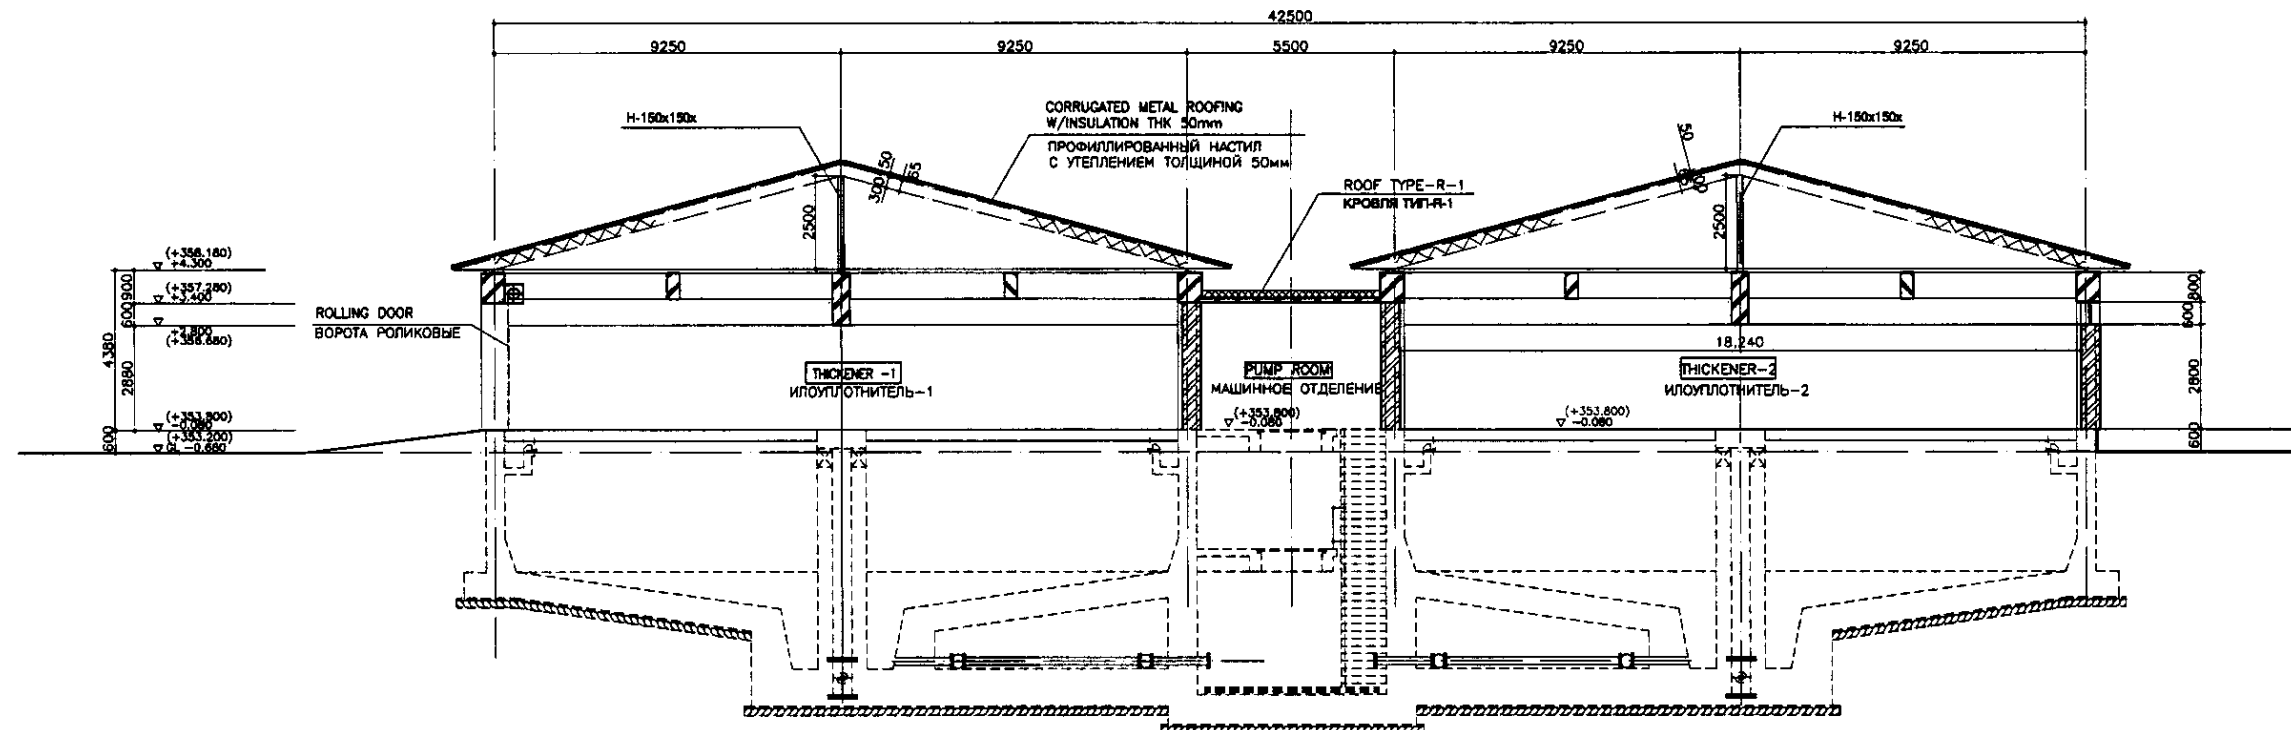 42500
9250
9250
5500
9250
9250
H-150x150x
CORRUGATED METAL ROOFING
W/INSULATION THK 50mm
ПРОФИЛЛИРОВАННЫЙ НАСТИЛ
С УТЕПЛЕНИЕМ ТОЛЩИНОЙ 50мм
H-150x150x
ROOF TYPE-R-1
КРОВЛЯ ТИП-R-1
300
50
65
50
2500
2500
(+358.180)
+4.300
(+357.280)
+3.400
+2.800
(+356.680)
900
600
4380
2880
600
ROLLING DOOR
ВОРОТА РОЛИКОВЫЕ
THICKENER -1
ИЛОУПЛОТНИТЕЛЬ-1
PUMP ROOM
МАШИННОЕ ОТДЕЛЕНИЕ
18,240
THICKENER-2
ИЛОУПЛОТНИТЕЛЬ-2
800
600
2800
600
(+353.800)
-0.080
(+353.200)
GL -0.680
(+353.800)
-0.080
(+353.800)
-0.080